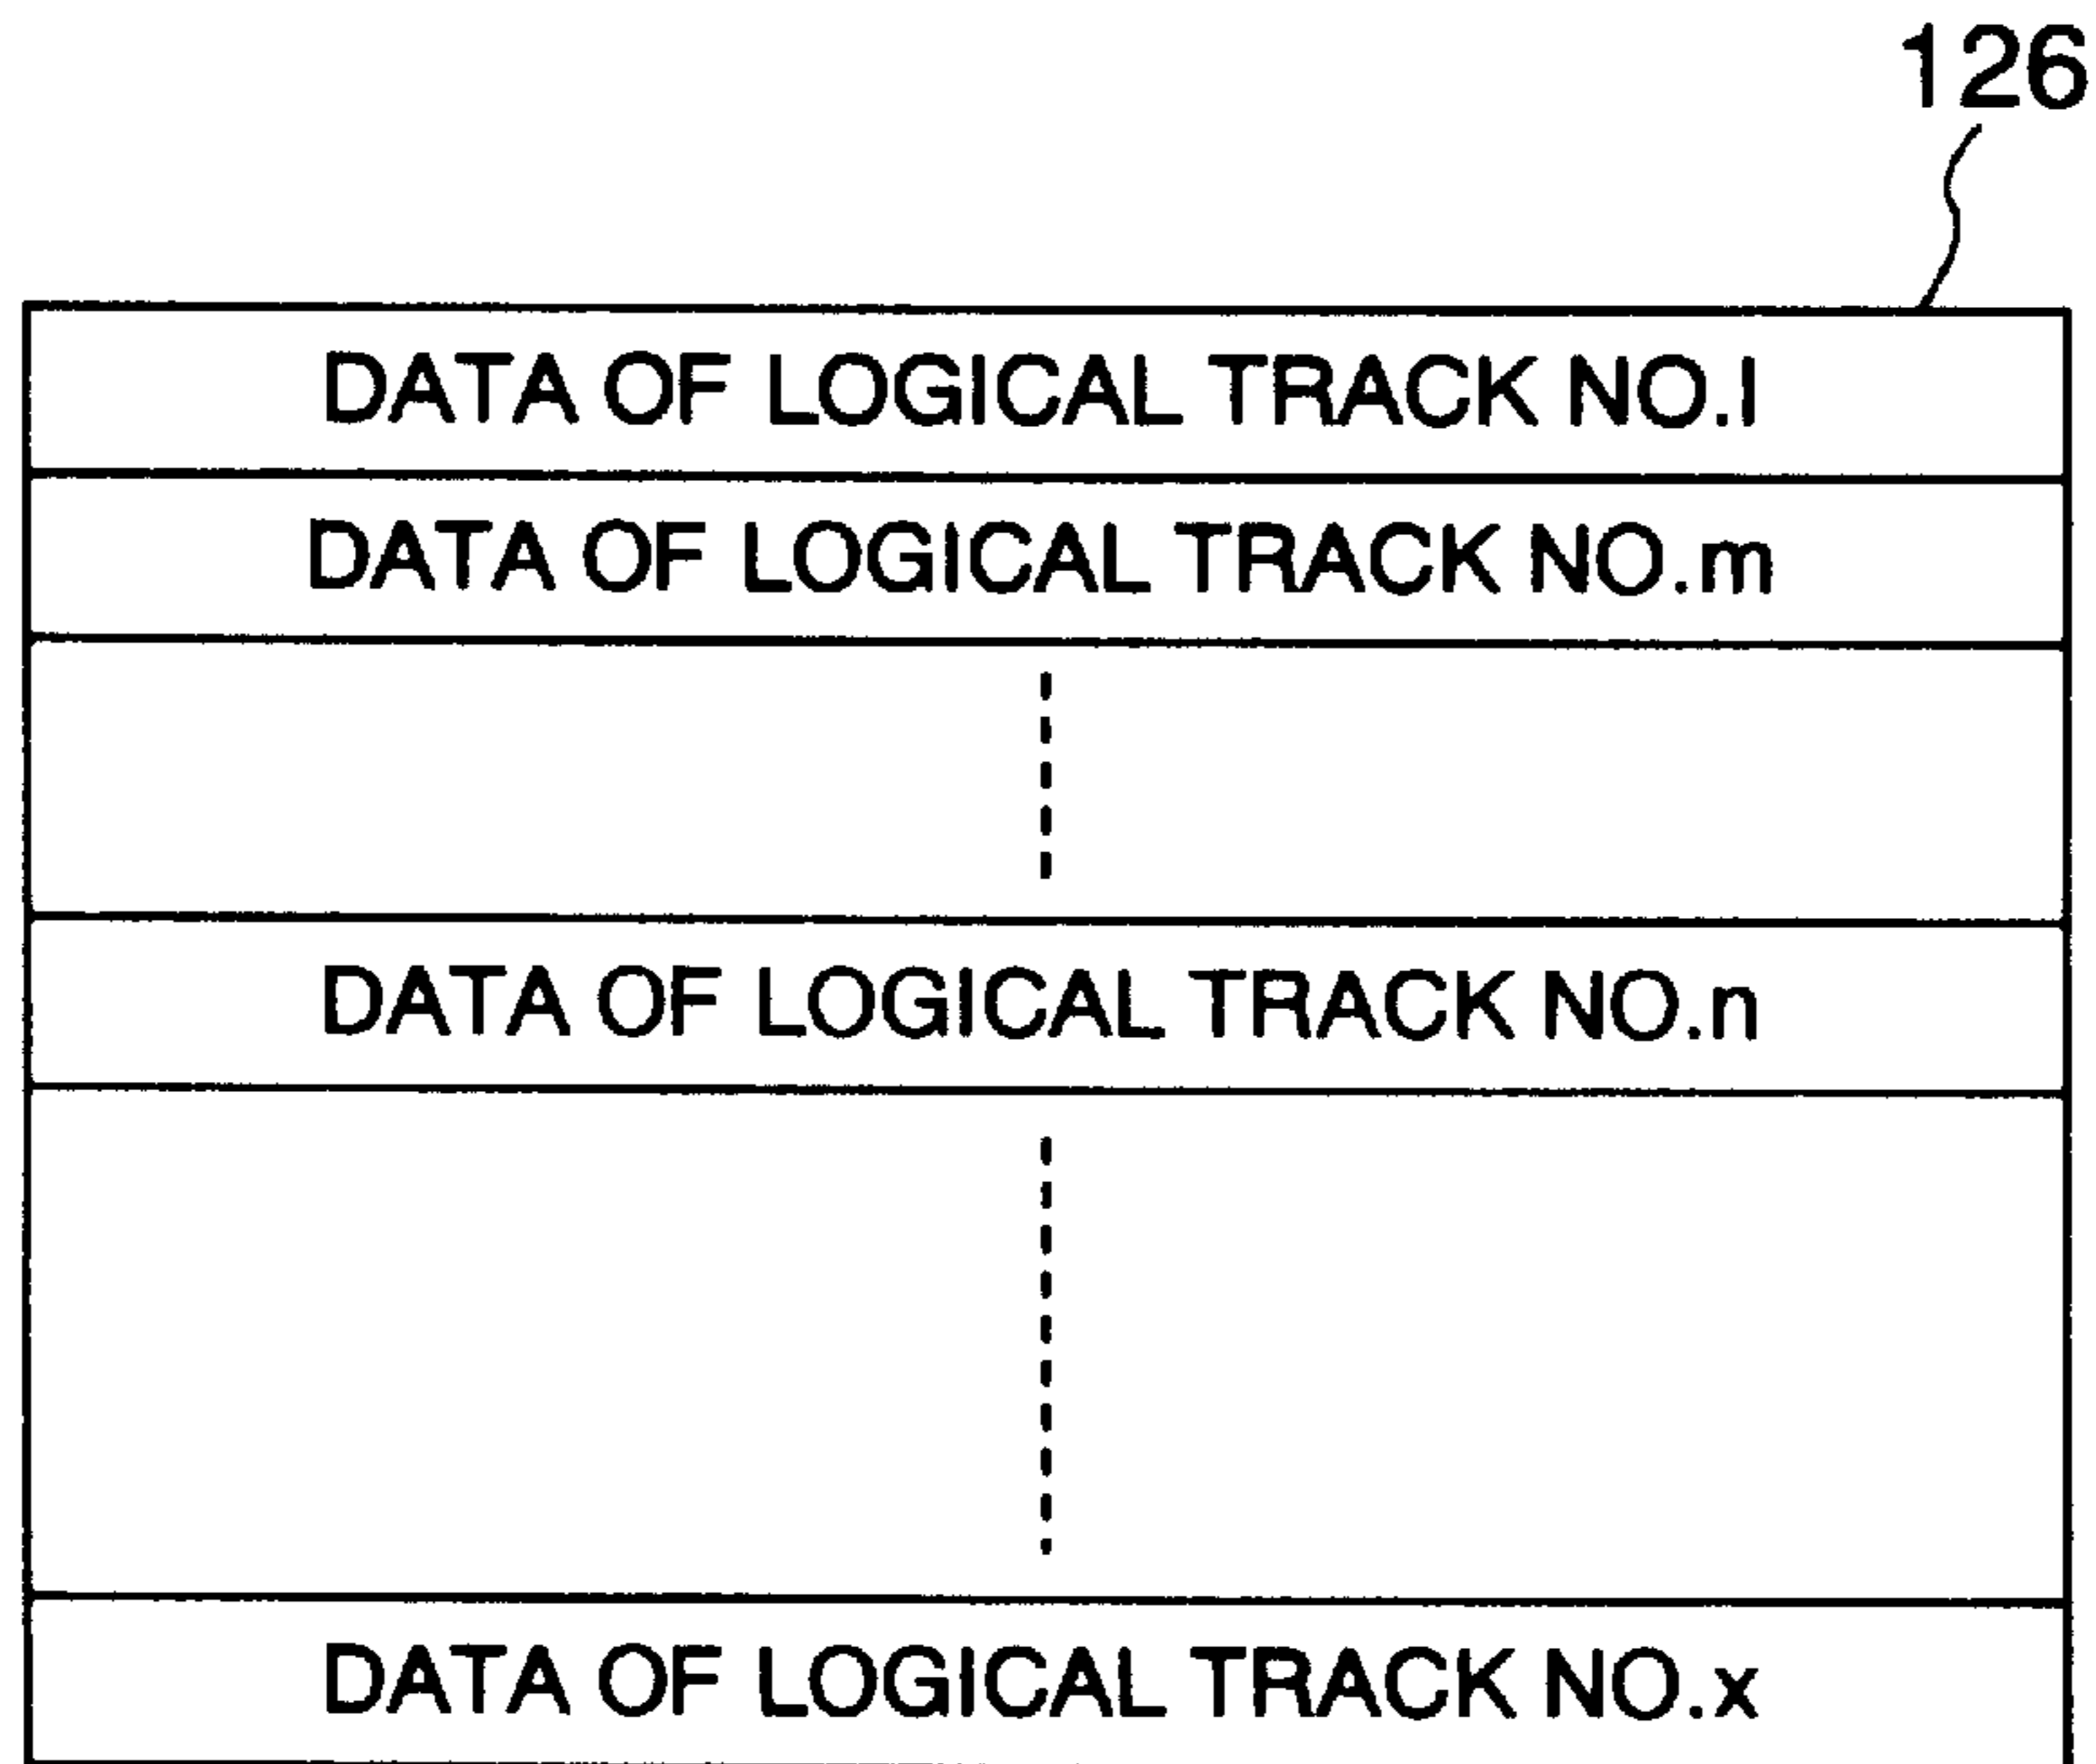 126
DATA OF LOGICAL TRACK NO.l
DATA OF LOGICAL TRACK NO.m
DATA OF LOGICAL TRACK NO.n
DATA OF LOGICAL TRACK NO.x